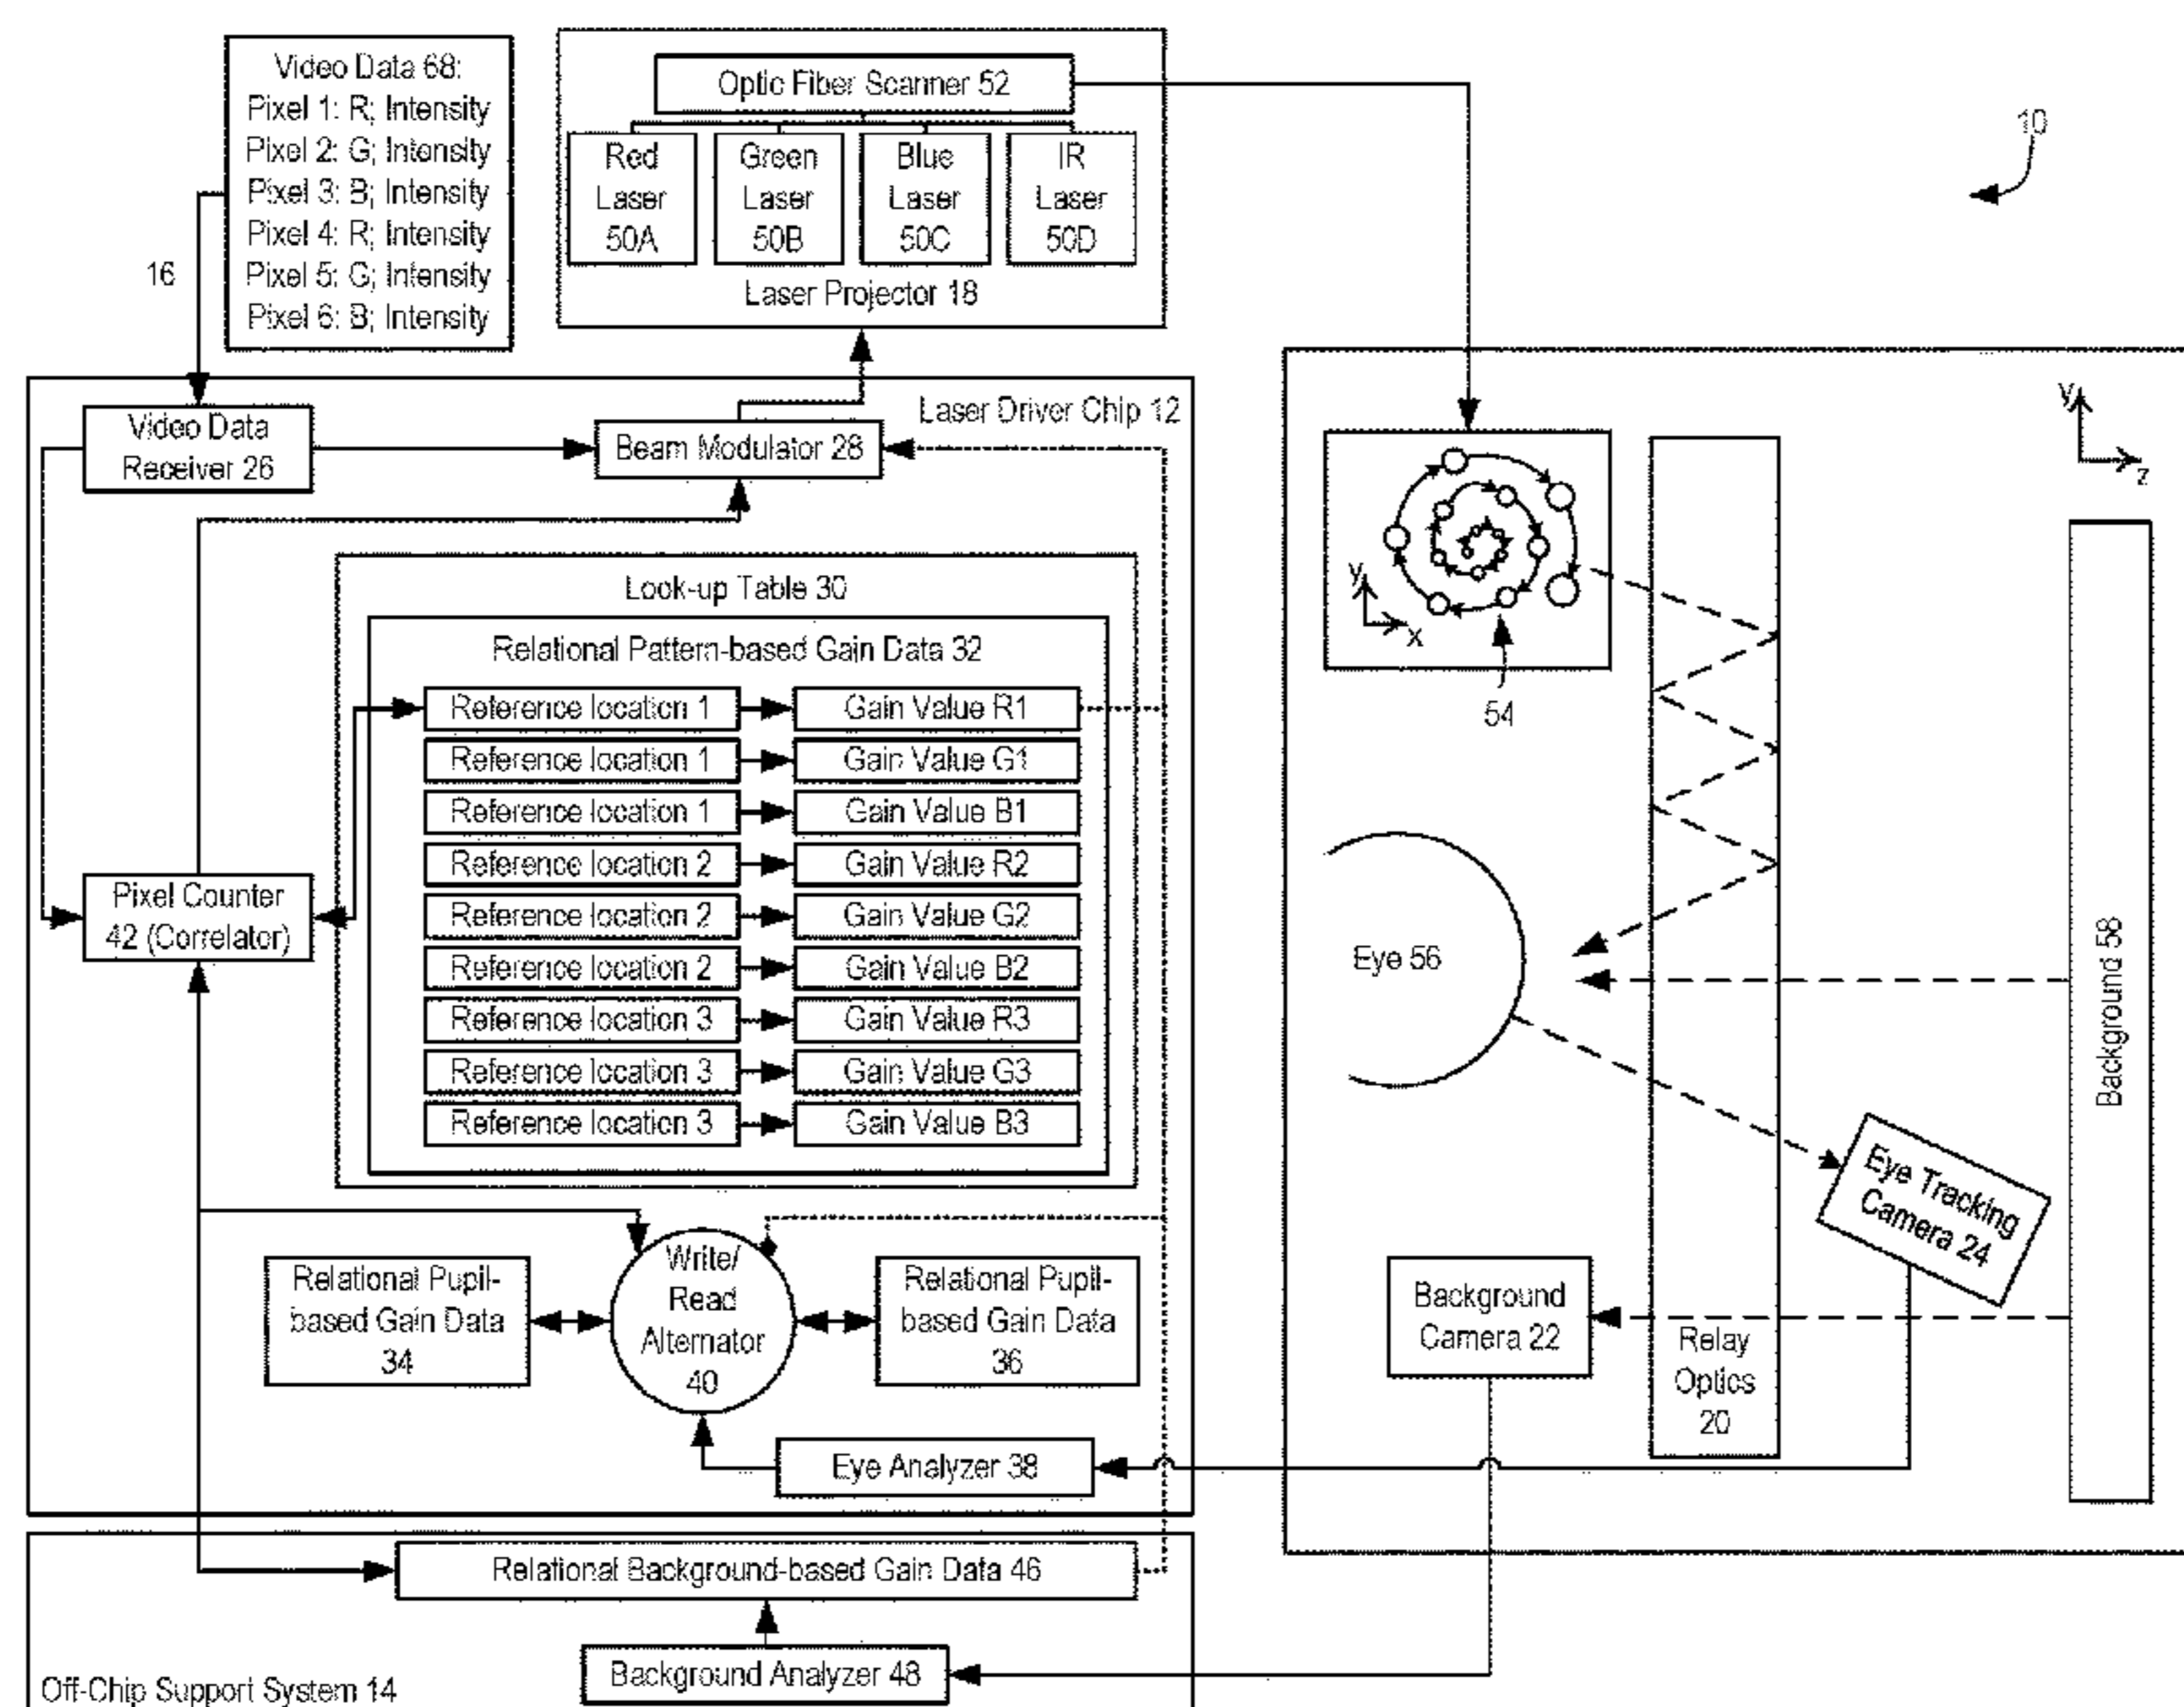 Video Data 68:
Pixel 1: R; Intensity
Pixel 2: G; Intensity
Pixel 3: B; Intensity
Pixel 4: R; Intensity
Pixel 5: G; Intensity
Pixel 6: B; Intensity
16
Optic Fiber Scanner 52
Red
Laser
50A
Green
Laser
50B
Blue
Laser
50C
IR
Laser
50D
Laser Projector 18
10
Laser Driver Chip 12
Video Data
Receiver 26
Beam Modulator 28
Look-up Table 30
Relational Pattern-based Gain Data 32
Reference location 1
Gain Value R1
Reference location 1
Gain Value G1
Reference location 1
Gain Value B1
Reference location 2
Gain Value R2
Reference location 2
Gain Value G2
Reference location 2
Gain Value B2
Reference location 3
Gain Value R3
Reference location 3
Gain Value G3
Reference location 3
Gain Value B3
Pixel Counter
42 (Correlator)
Relational Pupil-
based Gain Data
34
Write/
Read
Alternator
40
Relational Pupil-
based Gain Data
36
Eye Analyzer 38
Relational Background-based Gain Data 46
Background Analyzer 48
Off-Chip Support System 14
y
x
54
y
z
Eye 56
Background 58
Eye Tracking
Camera 24
Background
Camera 22
Relay
Optics
20